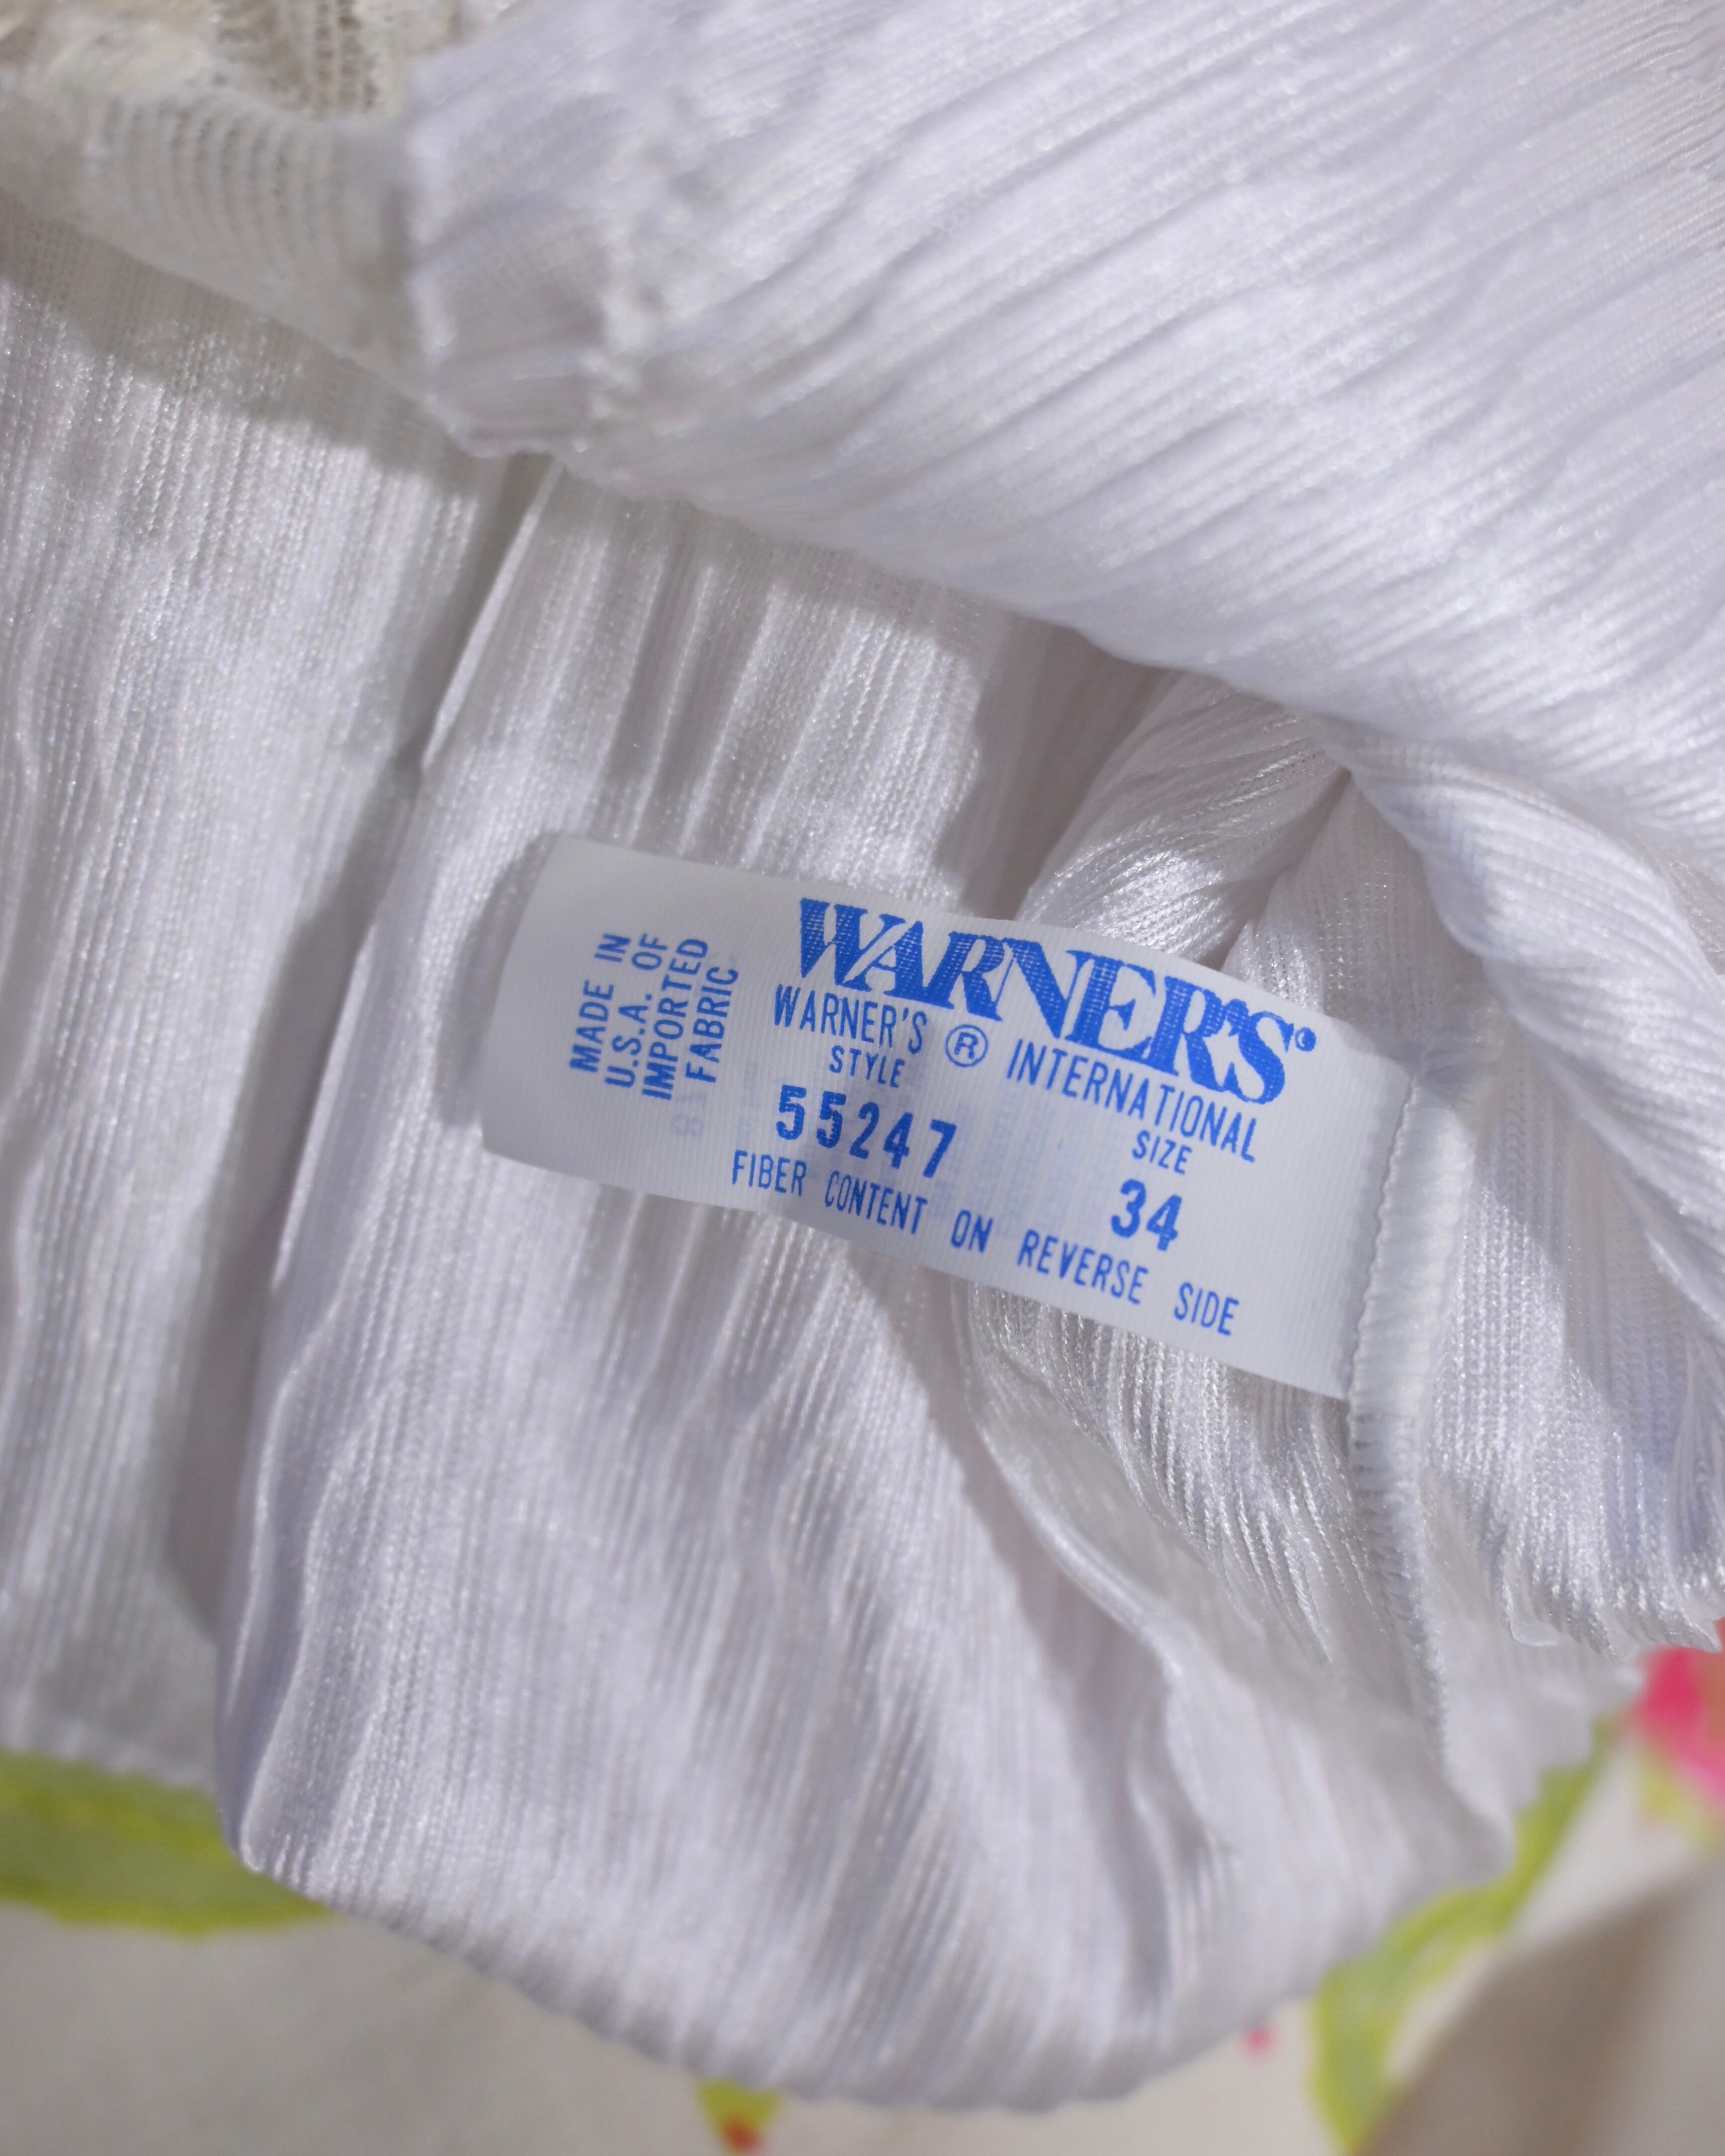 WARNER'S®
WARNER'S ® INTERNATIONAL
STYLE SIZE
55247 34
FIBER CONTENT ON REVERSE SIDE
MADE IN
U.S.A. OF
IMPORTED
FABRIC